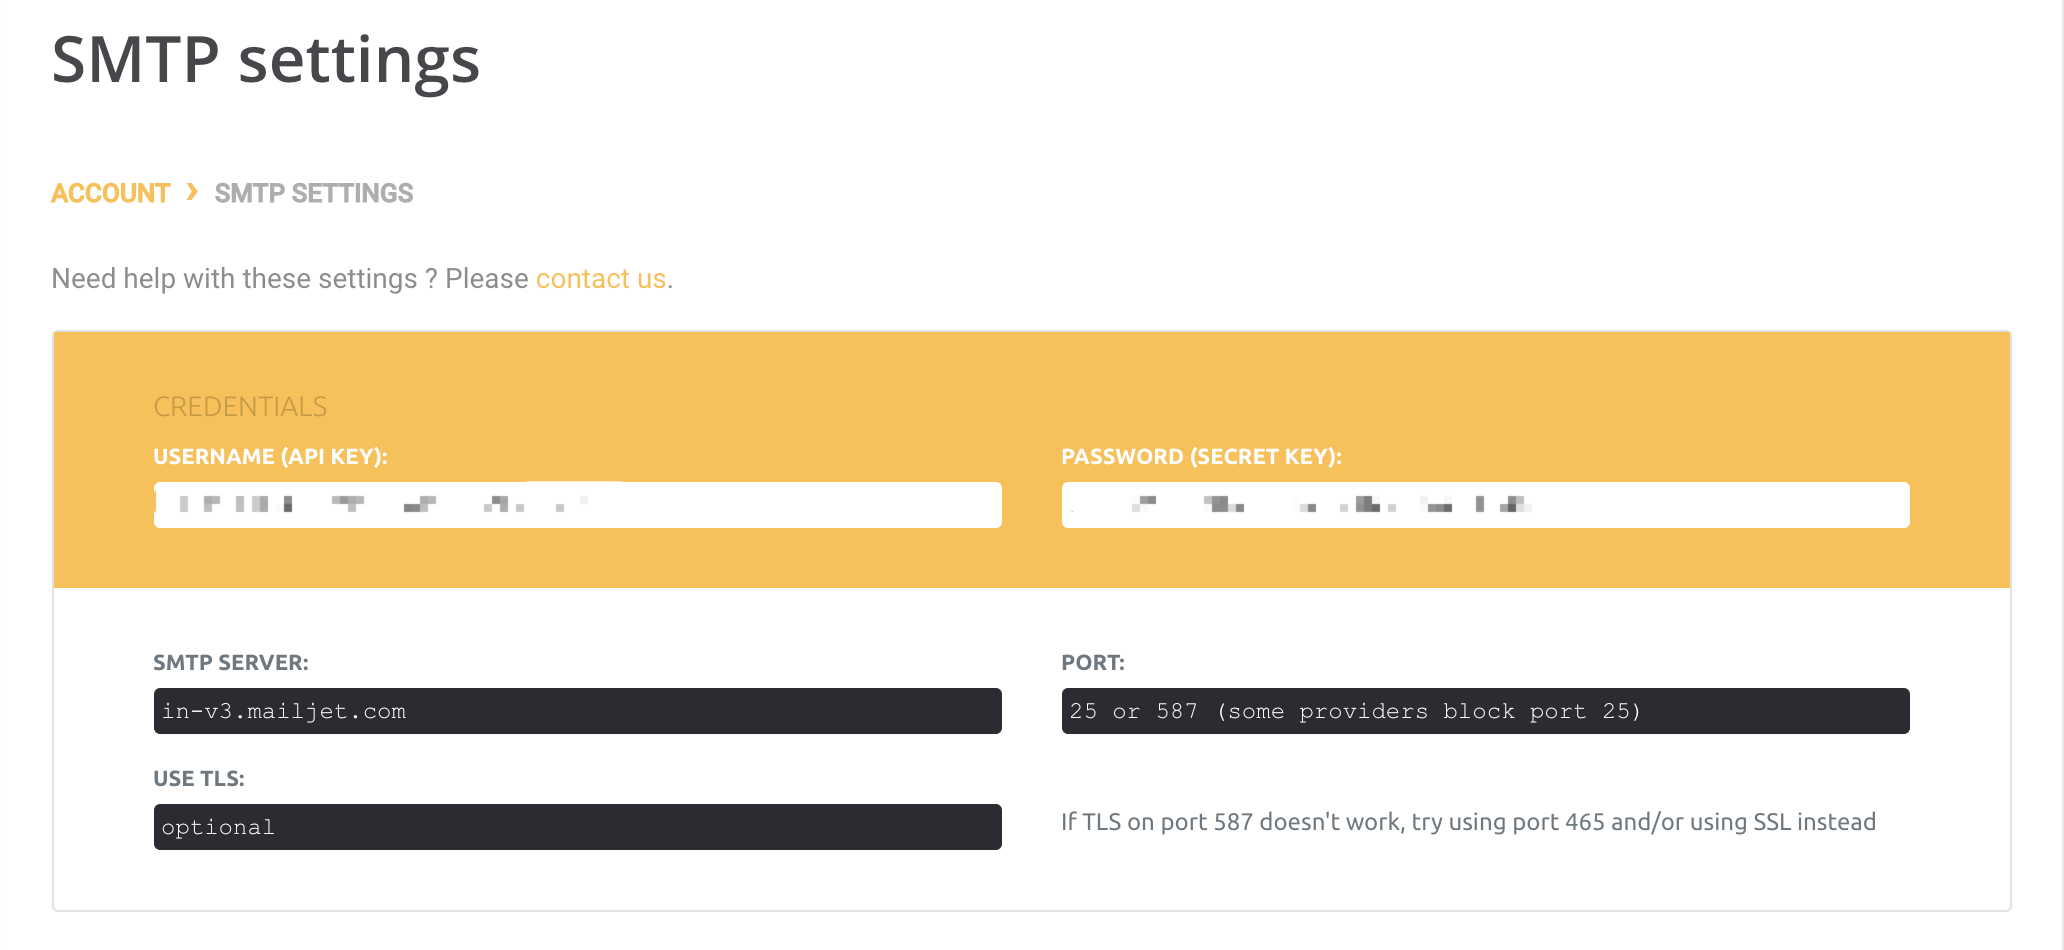 SMTP settings
ACCOUNT › SMTP SETTINGS
Need help with these settings ? Please contact us.
CREDENTIALS
USERNAME (API KEY):
PASSWORD (SECRET KEY):
SMTP SERVER:
in-v3.mailjet.com
PORT:
25 or 587 (some providers block port 25)
USE TLS:
optional
If TLS on port 587 doesn't work, try using port 465 and/or using SSL instead